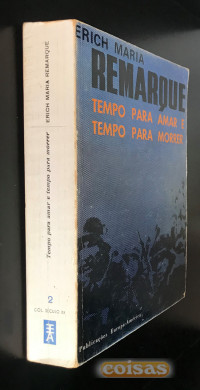 ERICH MARIA
REMARQUE
TEMPO PARA AMAR E
TEMPO PARA MORRER
Publicações Europa-América
ERICH MARIA REMARQUE
Tempo para amar e tempo para morrer
2
COL. SÉCULO XX
coisas